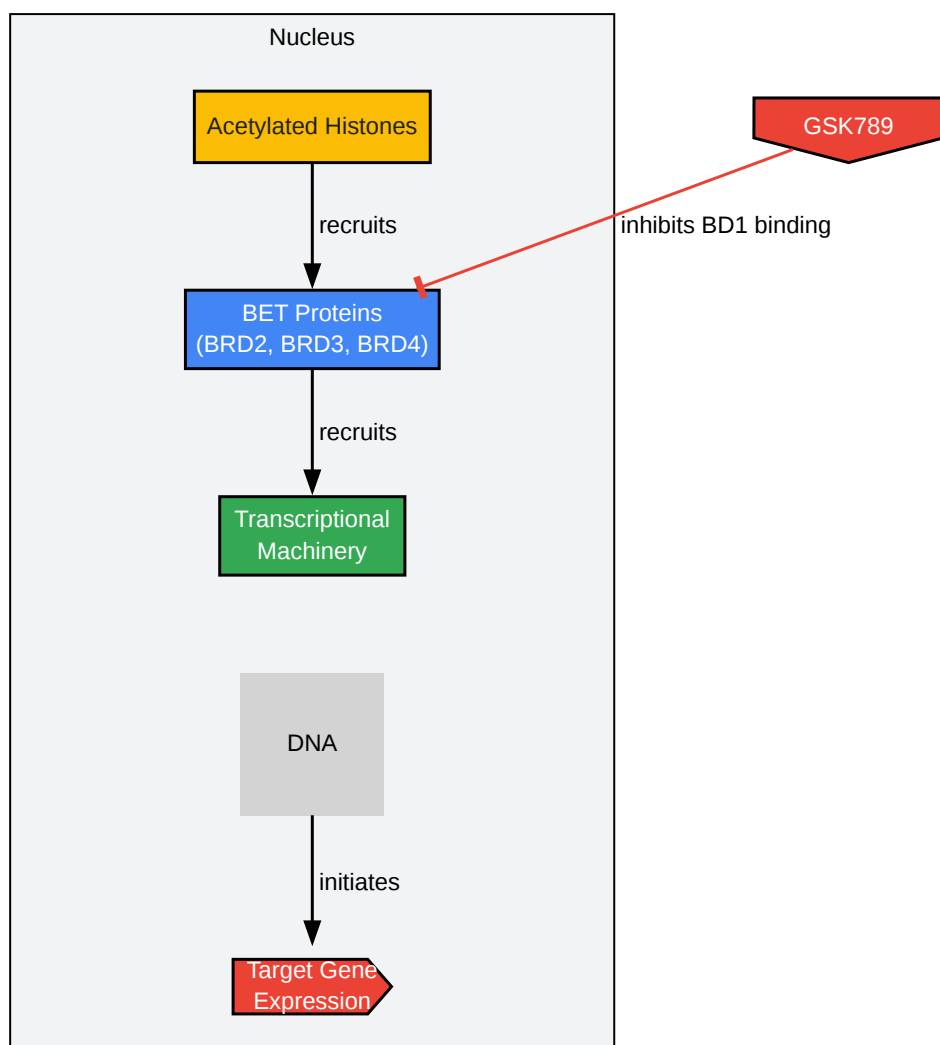 Nucleus
Acetylated Histones
GSK789
recruits
inhibits BD1 binding
BET Proteins
(BRD2, BRD3, BRD4)
recruits
Transcriptional
Machinery
DNA
initiates
Target Gene
Expression